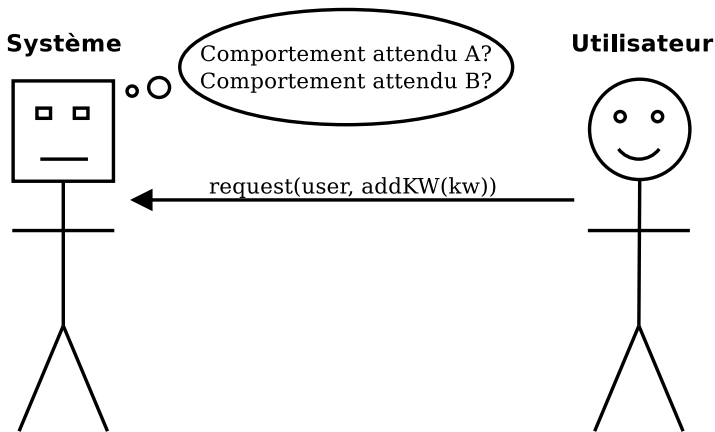 Système
Utilisateur
Comportement attendu A?
Comportement attendu B?
request(user, addKW(kw))